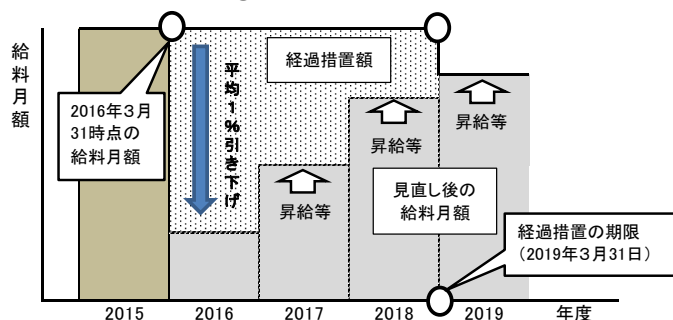 給料月額
2016年3月
31時点の
給料月額
平均1％引き下げ
経過措置額
昇給等
昇給等
昇給等
見直し後の
給料月額
経過措置の期限
（2019年3月31日）
2015 2016 2017 2018 2019 年度